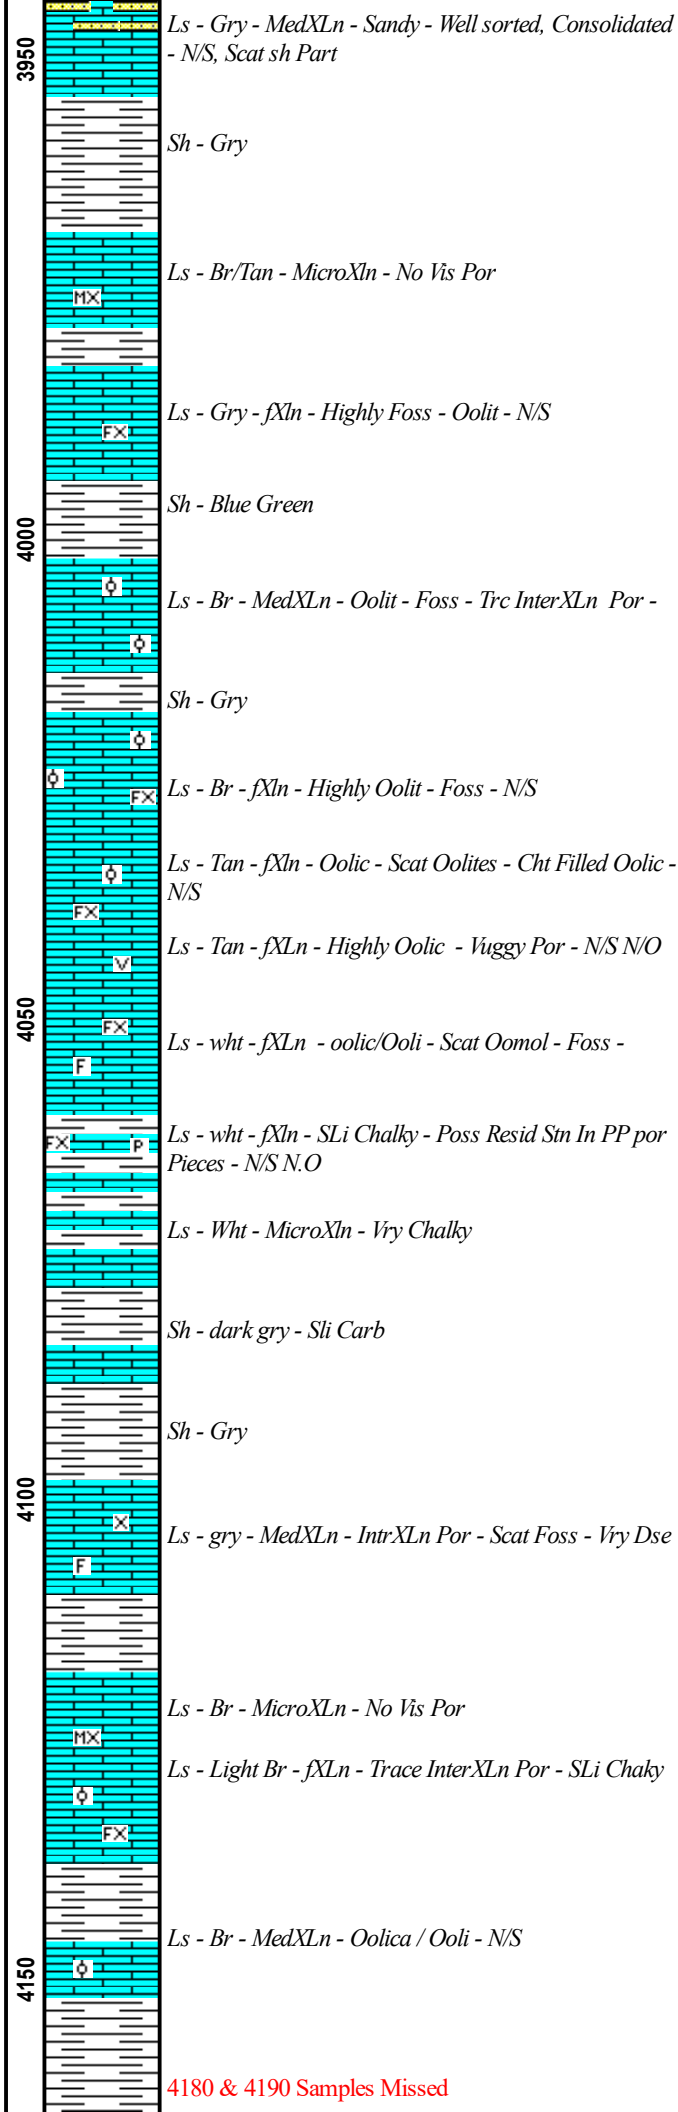 Ls - Gry - MedXLn - Sandy - Well sorted, Consolidated
- N/S, Scat sh Part
3950
Sh - Gry
Ls - Br/Tan - MicroXln - No Vis Por
MX
Ls - Gry - fXln - Highly Foss - Oolit - N/S
FX
Sh - Blue Green
4000
Ls - Br - MedXLn - Oolit - Foss - Trc InterXLn Por -
Sh - Gry
Ls - Br - fXln - Highly Oolit - Foss - N/S
FX
Ls - Tan - fXln - Oolic - Scat Oolites - Cht Filled Oolic -
N/S
FX
Ls - Tan - fXLn - Highly Oolic - Vuggy Por - N/S N/O
V
4050
FX
Ls - wht - fXLn - oolic/Ooli - Scat Oomol - Foss -
F
Ls - wht - fXln - SLi Chalky - Poss Resid Stn In PP por
FX P
Pieces - N/S N.O
Ls - Wht - MicroXln - Vry Chalky
Sh - dark gry - Sli Carb
Sh - Gry
4100
X
Ls - gry - MedXLn - IntrXLn Por - Scat Foss - Vry Dse
F
Ls - Br - MicroXLn - No Vis Por
MX
Ls - Light Br - fXLn - Trace InterXLn Por - SLi Chaky
FX
Ls - Br - MedXLn - Oolica / Ooli - N/S
4150
4180 & 4190 Samples Missed